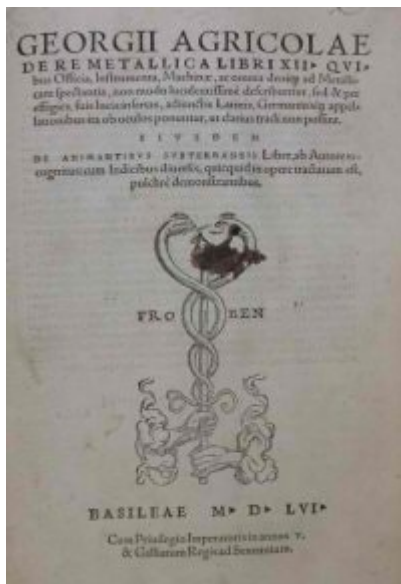 GEORGII AGRICOLAE
DE RE METALLICA LIBRI XII▸ QVI▸
bus Officia, Instrumenta, Machinæ, ac omnia deniq; ad Metalli-
cam spectantia, non modo luculentissimè describuntur, sed & per
effigies, suis locis insertas, adiunctis Latinis, Germanicisq; appel-
lationibus ita ob oculos ponuntur, ut clarius tradi non possint.
EIVSDEM
DE ANIMANTIBVS SVBTERRANEIS Liber, ab Autore re-
cognitus: cum Indicibus diuersis, quicquid in opere tractatum est,
pulchrè demonstrantibus.
FRO BEN
BASILEAE M▸ D▸ LVI▸
Cum Priuilegio Imperatoris in annos v.
& Galliarum Regis ad Sexennium.